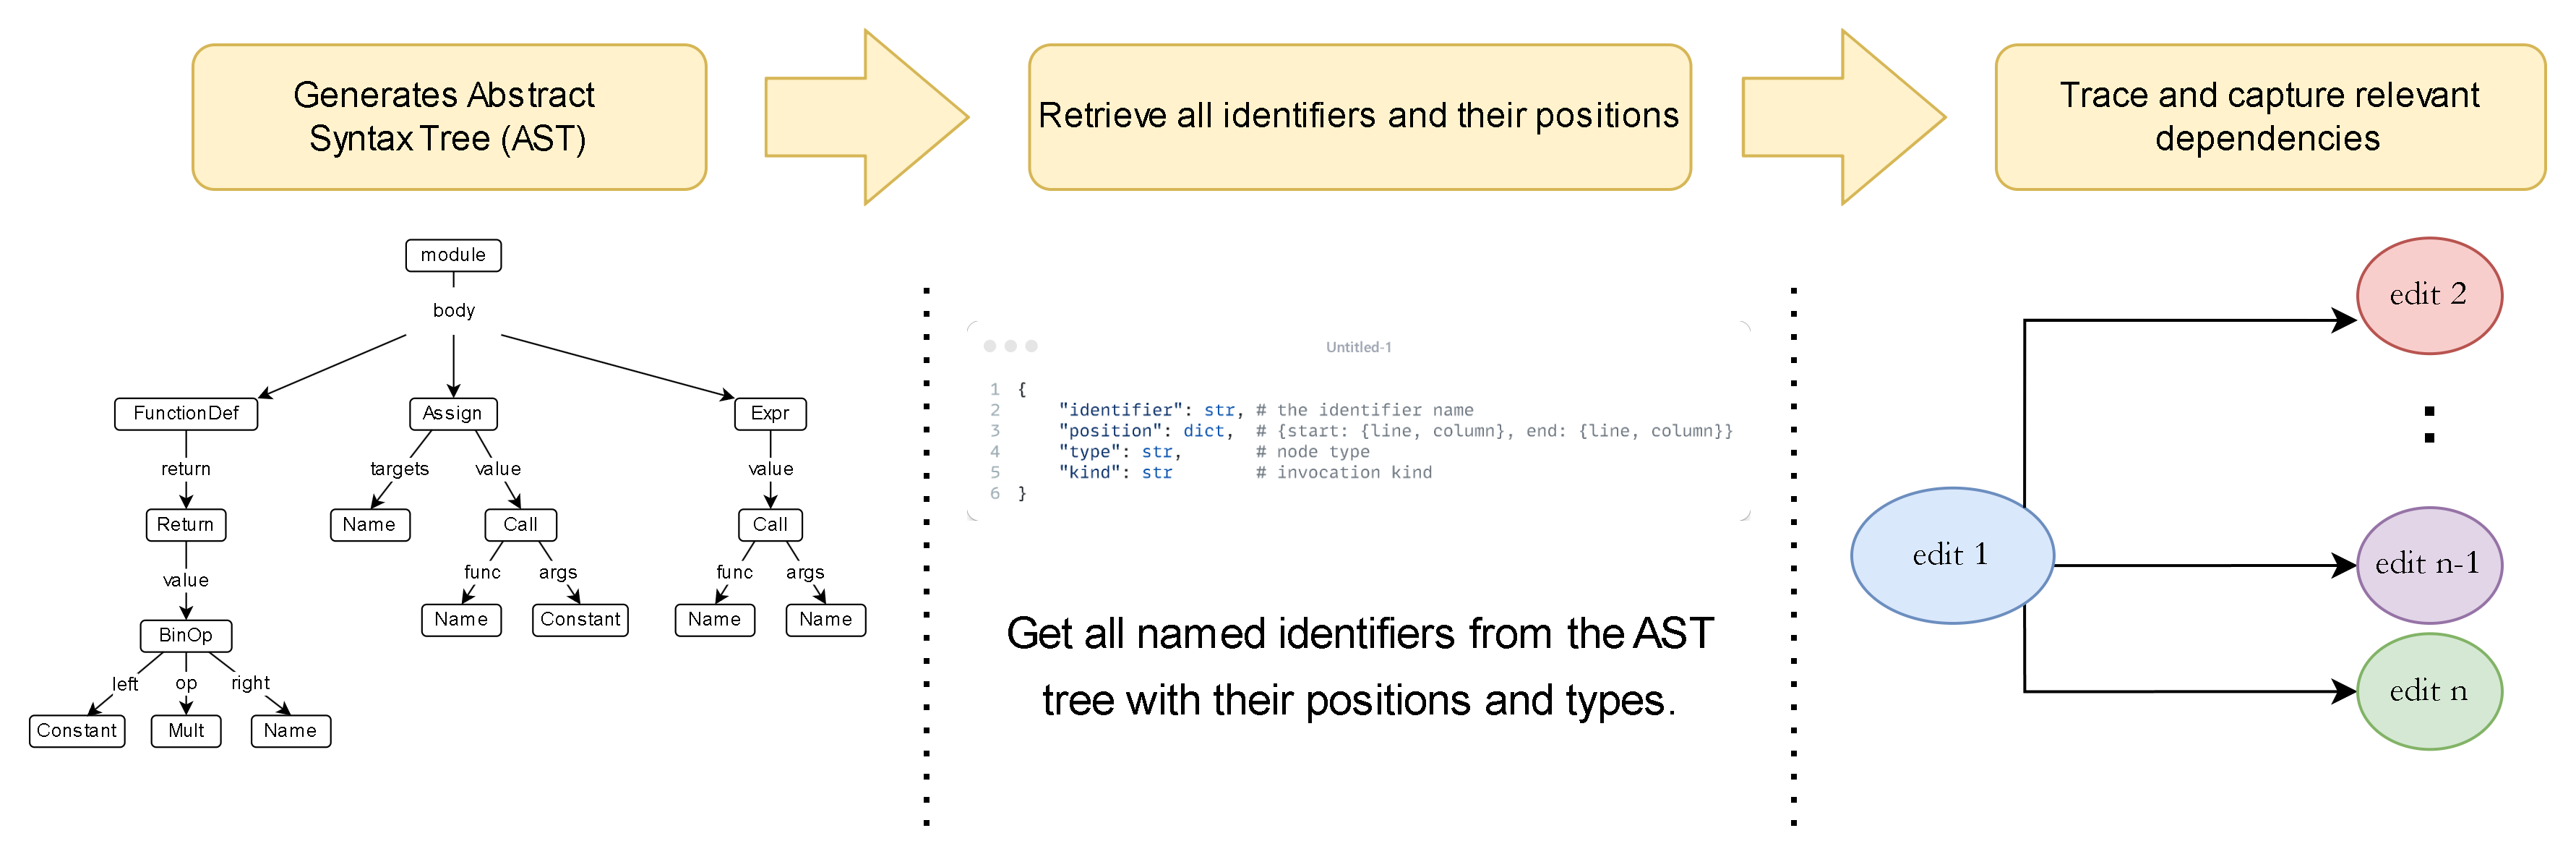 Generates Abstract
Syntax Tree (AST)
Retrieve all identifiers and their positions
Trace and capture relevant
dependencies
module
body
FunctionDef
Assign
Expr
return
targets
value
value
Return
Name
Call
Call
value
func
args
func
args
BinOp
Name
Constant
Name
Name
left
op
right
Constant
Mult
Name
Untitled-1
1 {
2 "identifier": str, # the identifier name
3 "position": dict, # {start: {line, column}, end: {line, column}}
4 "type": str, # node type
5 "kind": str # invocation kind
6 }
Get all named identifiers from the AST
tree with their positions and types.
edit 1
edit 2
:
edit n-1
edit n